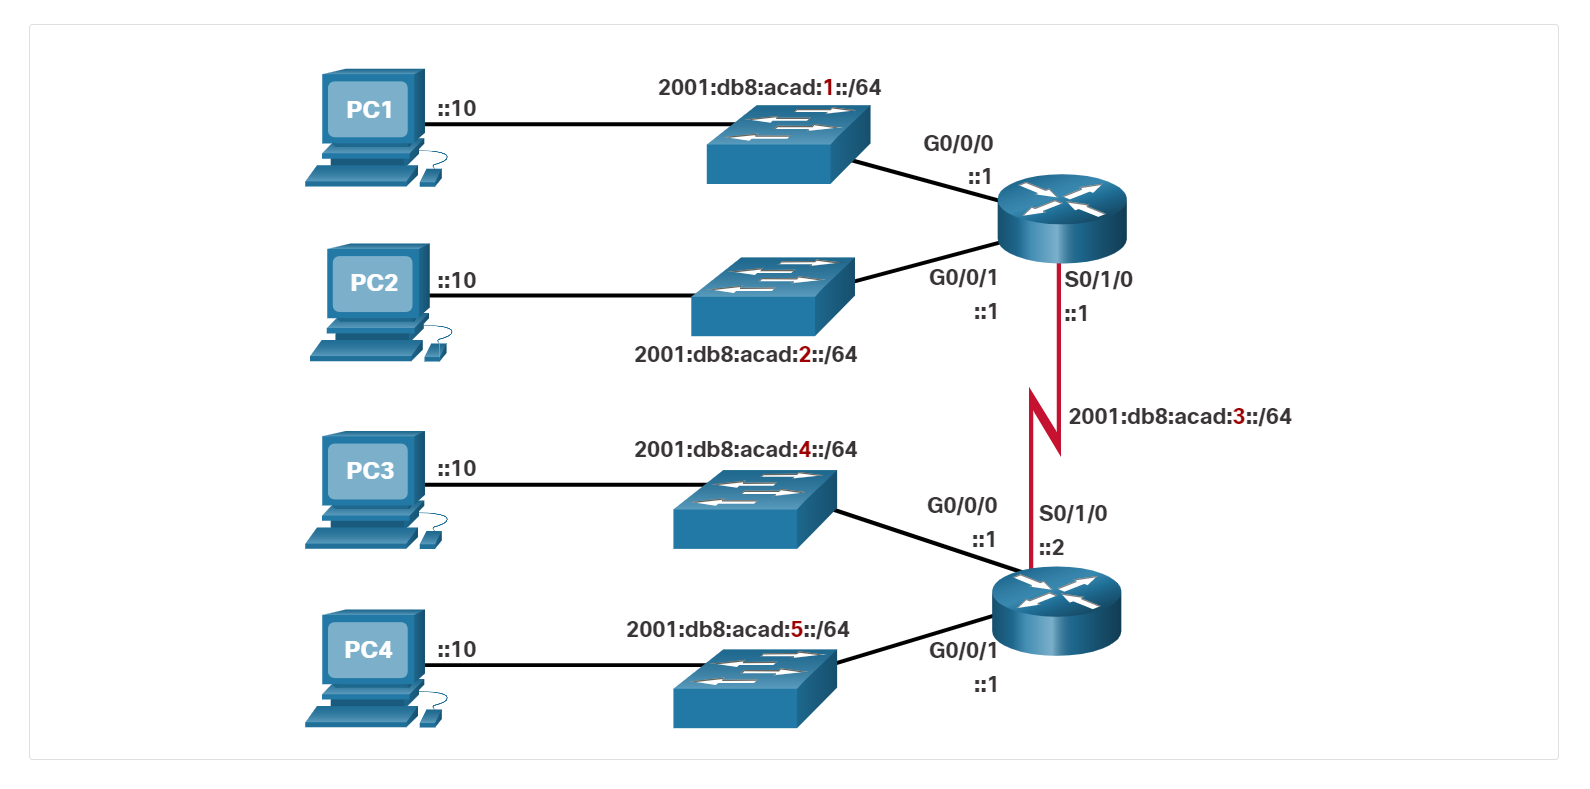 2001:db8:acad:1::/64
PC1
::10
G0/0/0
::1
PC2
::10
G0/0/1
::1
S0/1/0
::1
2001:db8:acad:2::/64
2001:db8:acad:3::/64
2001:db8:acad:4::/64
PC3
::10
G0/0/0
::1
S0/1/0
::2
2001:db8:acad:5::/64
PC4
::10
G0/0/1
::1